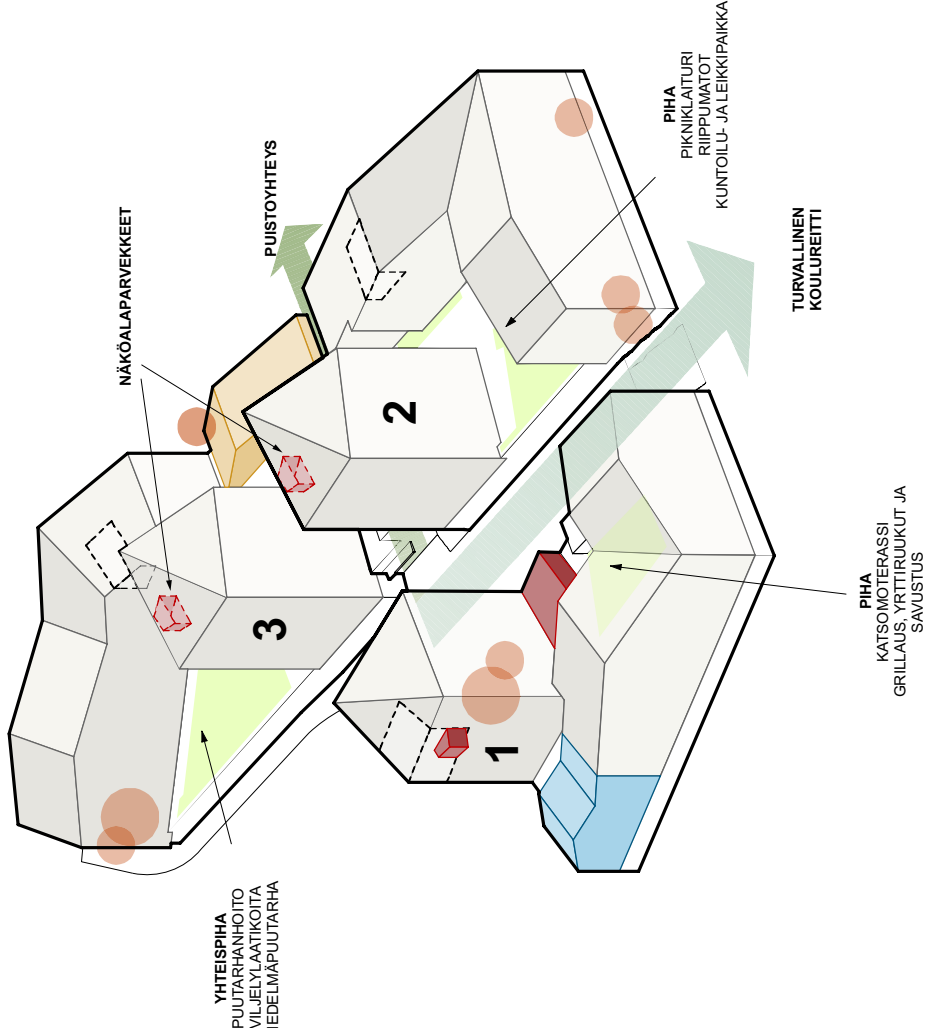 NÄKÖALAPARVEKKEET
YHTEISPIHA
PUUTARHANHOITO
VILJELYLAATIKOITA
HEDELMÄPUUTARHA
PUISTOYHTEYS
3
2
1
PIHA
PIKNIKLAITURI
RIIPPUMATOT
KUNTOILU- JA LEIKKIPAIKKA
TURVALLINEN
KOULUREITTI
PIHA
KATSOMOTERASSI
GRILLAUS, YRTTIRUUKUT JA
SAVUSTUS